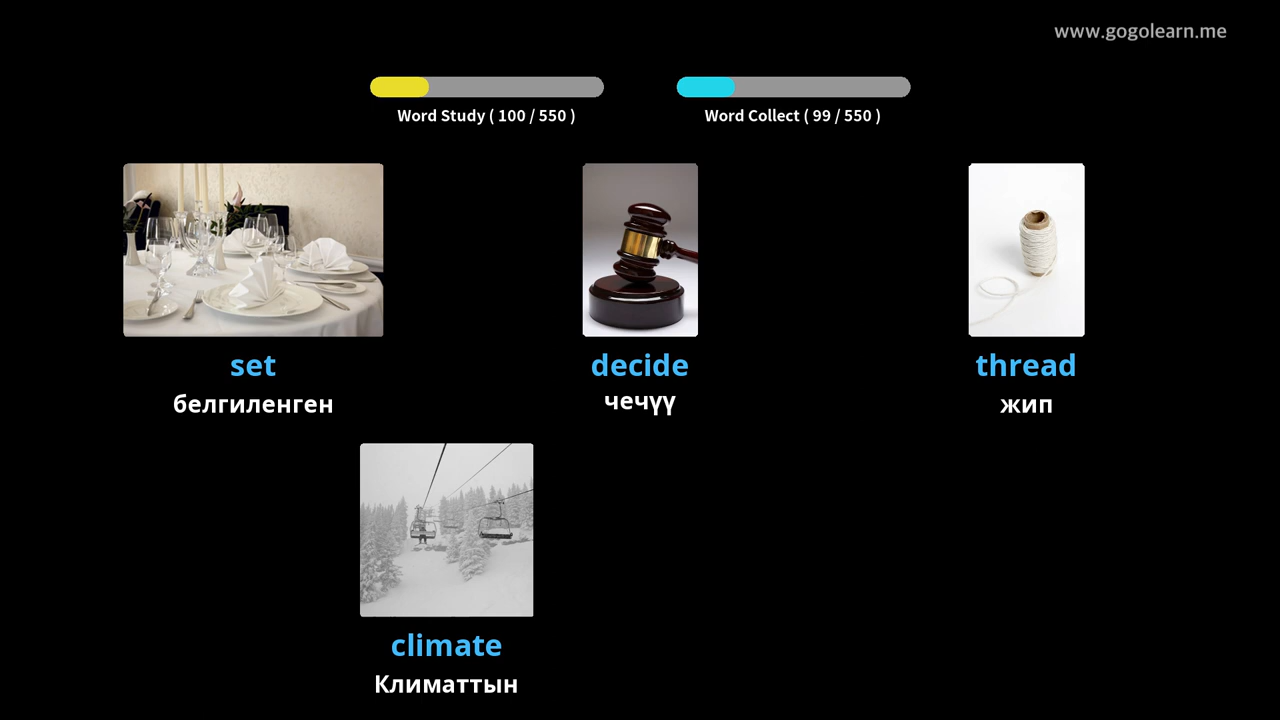 www.gogolearn.me
Word Study ( 100 / 550 )
Word Collect ( 99 / 550 )
set
белгиленген
decide
чечүү
thread
жип
climate
Климаттын